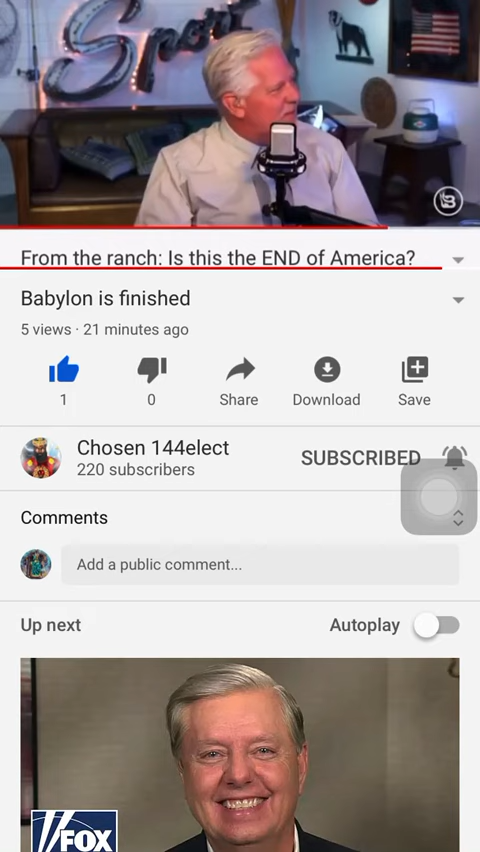 Sport
B
From the ranch: Is this the END of America?
Babylon is finished
5 views · 21 minutes ago
1
0
Share
Download
Save
Chosen 144elect
220 subscribers
SUBSCRIBED
Comments
Add a public comment...
Up next
Autoplay
FOX